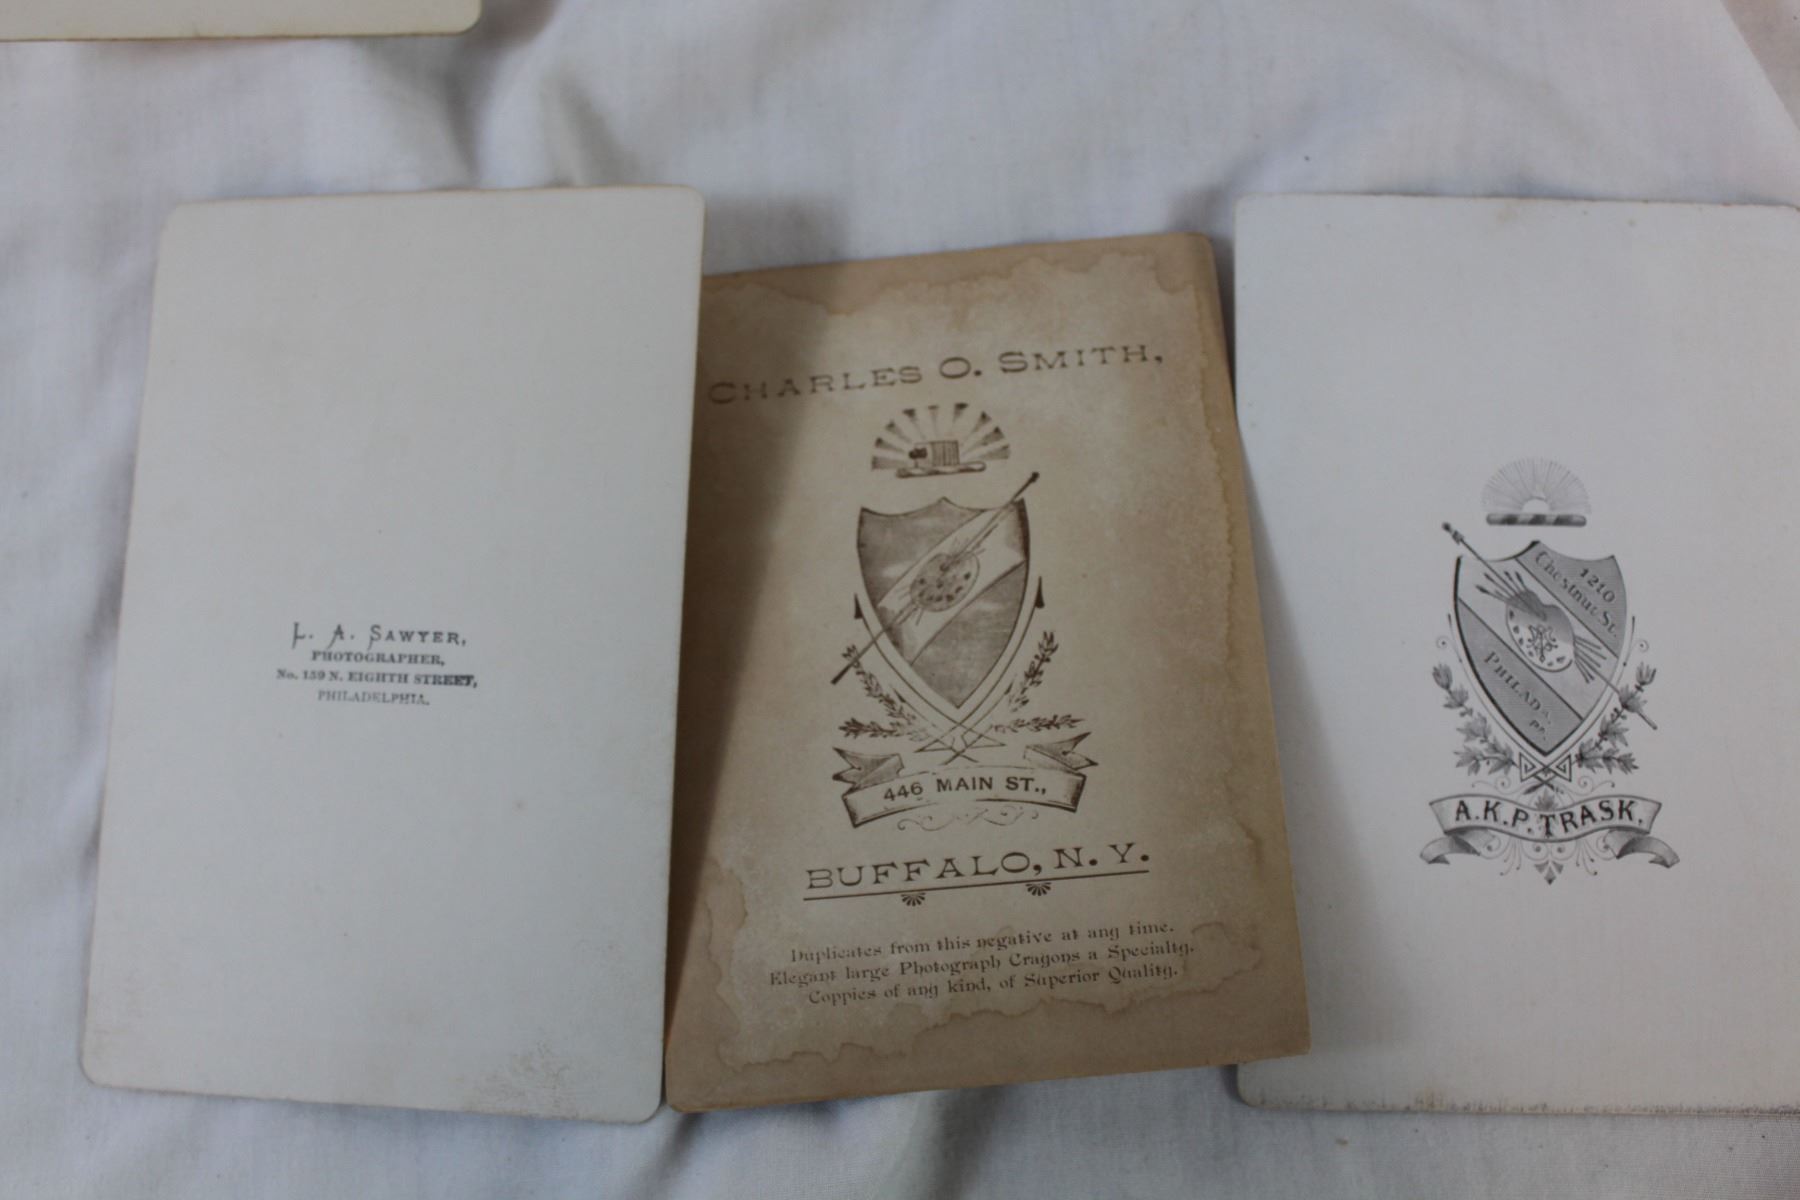 L. A. SAWYER,
PHOTOGRAPHER,
No. 159 N. EIGHTH STREET,
PHILADELPHIA.
CHARLES O. SMITH,
446 MAIN ST.,
BUFFALO, N. Y.
Duplicates from this negative at any time.
Elegant large Photograph Crayons a Specialty.
Coppies of any kind, of Superior Quality.
1210
Chestnut St.
PHILADA.
Pa.
A.K.P. TRASK.